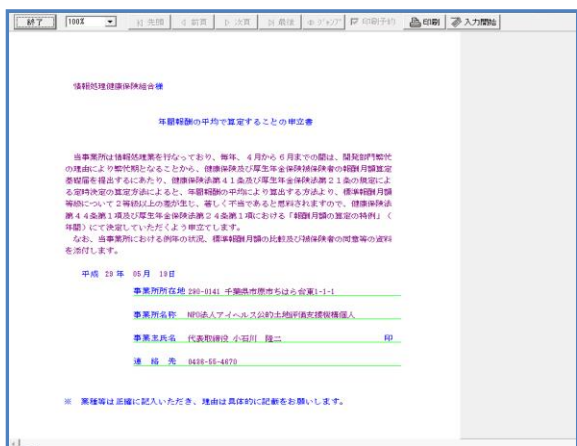 終了 100% 先頭 前頁 次頁 最後 ジャンプ 印刷予約 印刷 入力開始
情報処理健康保険組合様
年間報酬の平均で算定することの申立書
当事業所は情報処理業を行なっており、毎年、4月から6月までの間は、開発部門繁忙
の理由により繁忙期となることから、健康保険及び厚生年金保険被保険者の報酬月額算定
基礎届を提出するにあたり、健康保険法第41条及び厚生年金保険法第21条の規定によ
る定時決定の算定方法によると、年間報酬の平均により算出する方法より、標準報酬月額
等級について2等級以上の差が生じ、著しく不当であると思料されますので、健康保険法
第44条第1項及び厚生年金保険法第24条第1項における「報酬月額の算定の特例」（
年間）にて決定していただくよう申立てします。
なお、当事業所における例年の状況、標準報酬月額の比較及び被保険者の同意等の資料
を添付します。
平成 29 年 05月 19日
事業所所在地 290-0141 千葉県市原市ちはら台東1-1-1
事業所名称 NPO法人アイヘルス公的土地評価支援機構個人
事業主氏名 代表取締役 小石川 隆二 印
連 絡 先 0436-55-4670
※ 業種等は正確に記入いただき、理由は具体的に記載をお願いします。